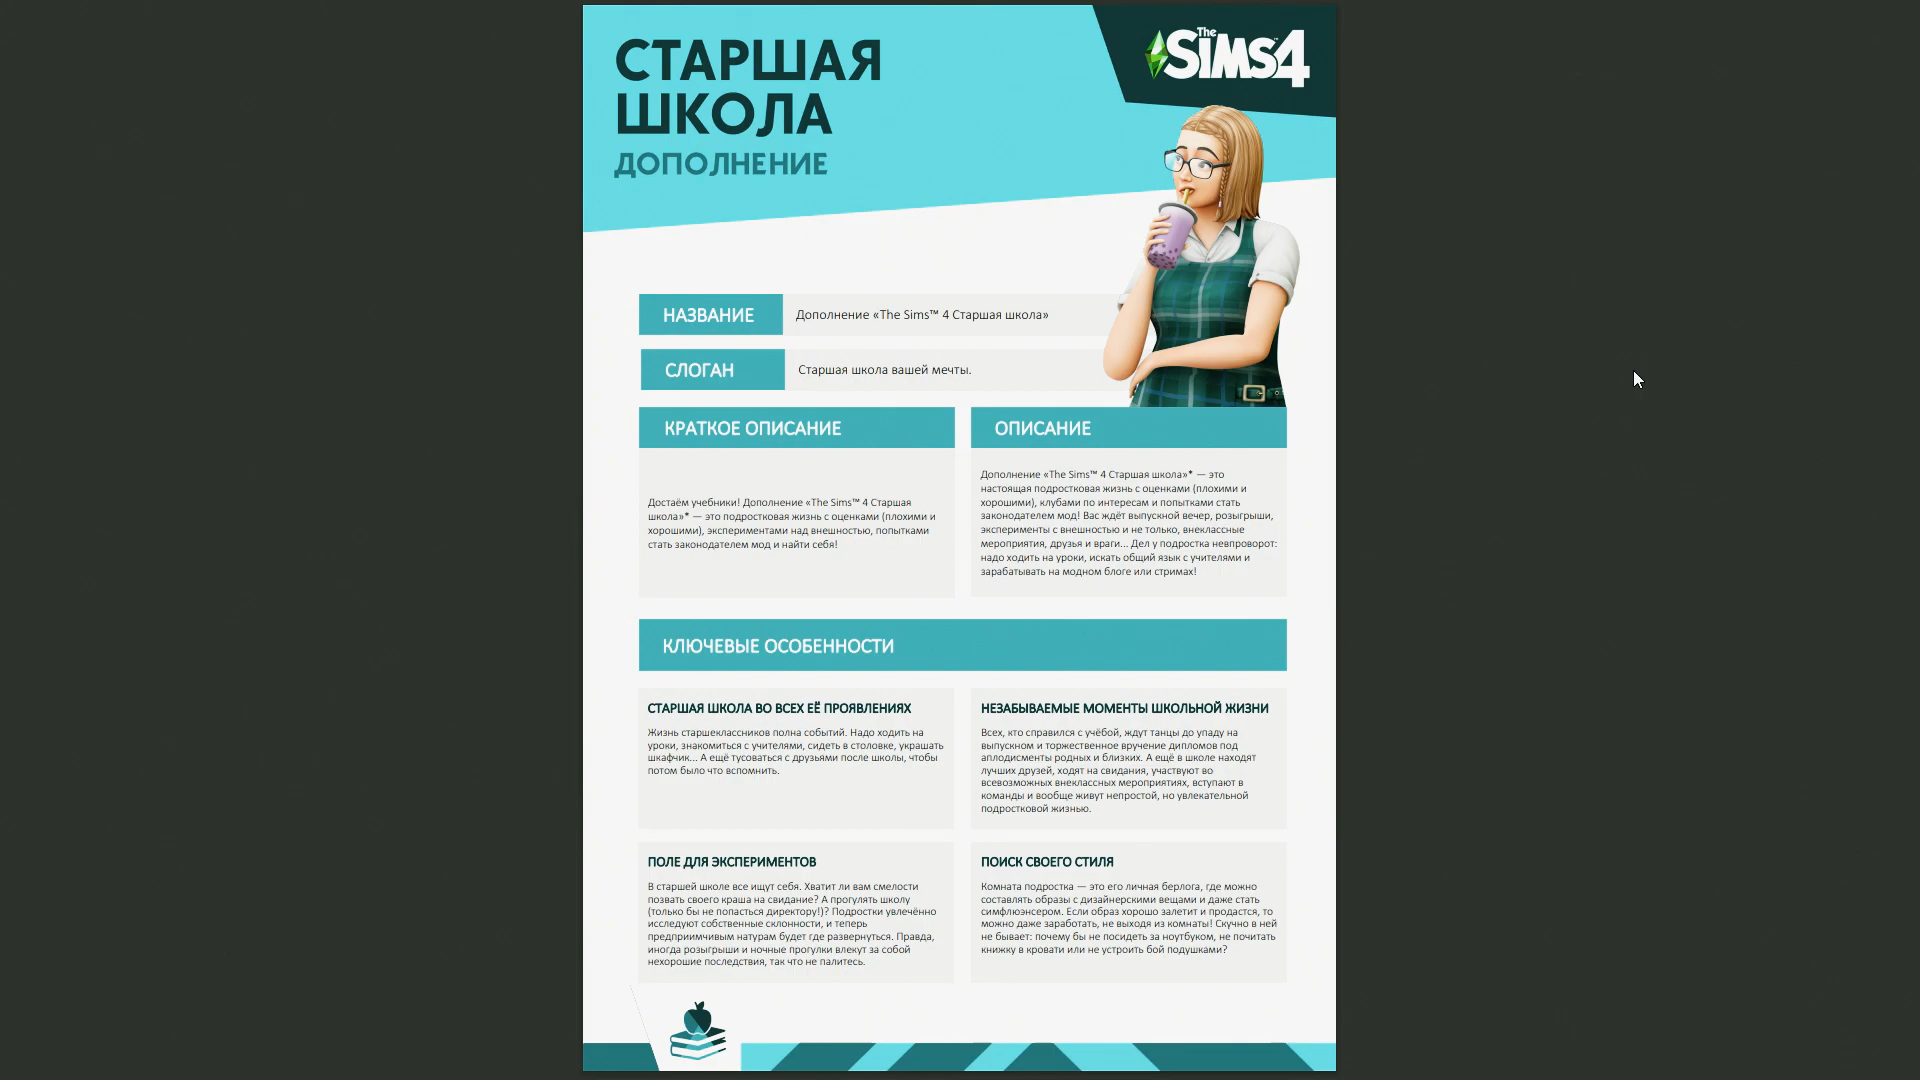 СТАРШАЯ
ШКОЛА
ДОПОЛНЕНИЕ
The SiMS 4
НАЗВАНИЕ
Дополнение «The Sims™ 4 Старшая школа»
СЛОГАН
Старшая школа вашей мечты.
КРАТКОЕ ОПИСАНИЕ
Достаём учебники! Дополнение «The Sims™ 4 Старшая
школа»* — это подростковая жизнь с оценками (плохими и
хорошими), экспериментами над внешностью, попытками
стать законодателем мод и найти себя!
ОПИСАНИЕ
Дополнение «The Sims™ 4 Старшая школа»* — это
настоящая подростковая жизнь с оценками (плохими и
хорошими), клубами по интересам и попытками стать
законодателем мод! Вас ждёт выпускной вечер, розыгрыши,
эксперименты с внешностью и не только, внеклассные
мероприятия, друзья и враги... Дел у подростка невпроворот:
надо ходить на уроки, искать общий язык с учителями и
зарабатывать на модном блоге или стримах!
КЛЮЧЕВЫЕ ОСОБЕННОСТИ
СТАРШАЯ ШКОЛА ВО ВСЕХ ЕЁ ПРОЯВЛЕНИЯХ
Жизнь старшеклассников полна событий. Надо ходить на
уроки, знакомиться с учителями, сидеть в столовке, украшать
шкафчик... А ещё тусоваться с друзьями после школы, чтобы
потом было что вспомнить.
НЕЗАБЫВАЕМЫЕ МОМЕНТЫ ШКОЛЬНОЙ ЖИЗНИ
Всех, кто справился с учёбой, ждут танцы до упаду на
выпускном и торжественное вручение дипломов под
аплодисменты родных и близких. А ещё в школе находят
лучших друзей, ходят на свидания, участвуют во
всевозможных внеклассных мероприятиях, вступают в
команды и вообще живут непростой, но увлекательной
подростковой жизнью.
ПОЛЕ ДЛЯ ЭКСПЕРИМЕНТОВ
В старшей школе все ищут себя. Хватит ли вам смелости
позвать своего краша на свидание? А прогулять школу
(только бы не попасться директору!)? Подростки увлечённо
исследуют собственные склонности, и теперь
предприимчивым натурам будет где развернуться. Правда,
иногда розыгрыши и ночные прогулки влекут за собой
нехорошие последствия, так что не палитесь.
ПОИСК СВОЕГО СТИЛЯ
Комната подростка — это его личная берлога, где можно
составлять образы с дизайнерскими вещами и даже стать
симфлюэнсером. Если образ хорошо залетит и продастся, то
можно даже заработать, не выходя из комнаты! Скучно в ней
не бывает: почему бы не посидеть за ноутбуком, не почитать
книжку в кровати или не устроить бой подушками?